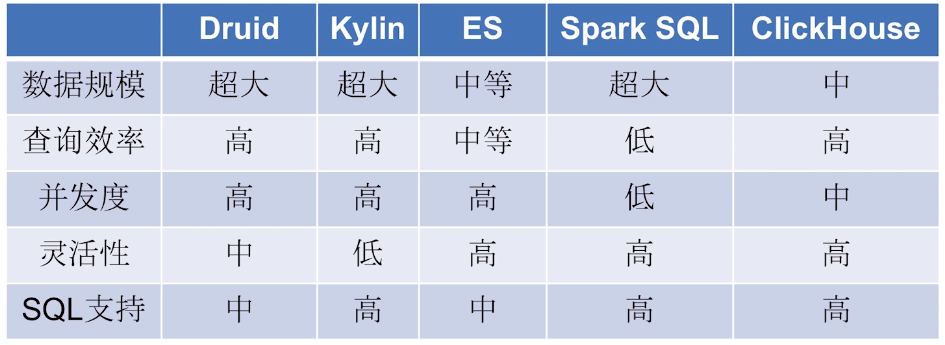 Druid Kylin ES Spark SQL ClickHouse
数据规模 超大 超大 中等 超大 中
查询效率 高 高 中等 低 高
并发度 高 高 高 低 中
灵活性 中 低 高 高 高
SQL支持 中 高 中 高 高